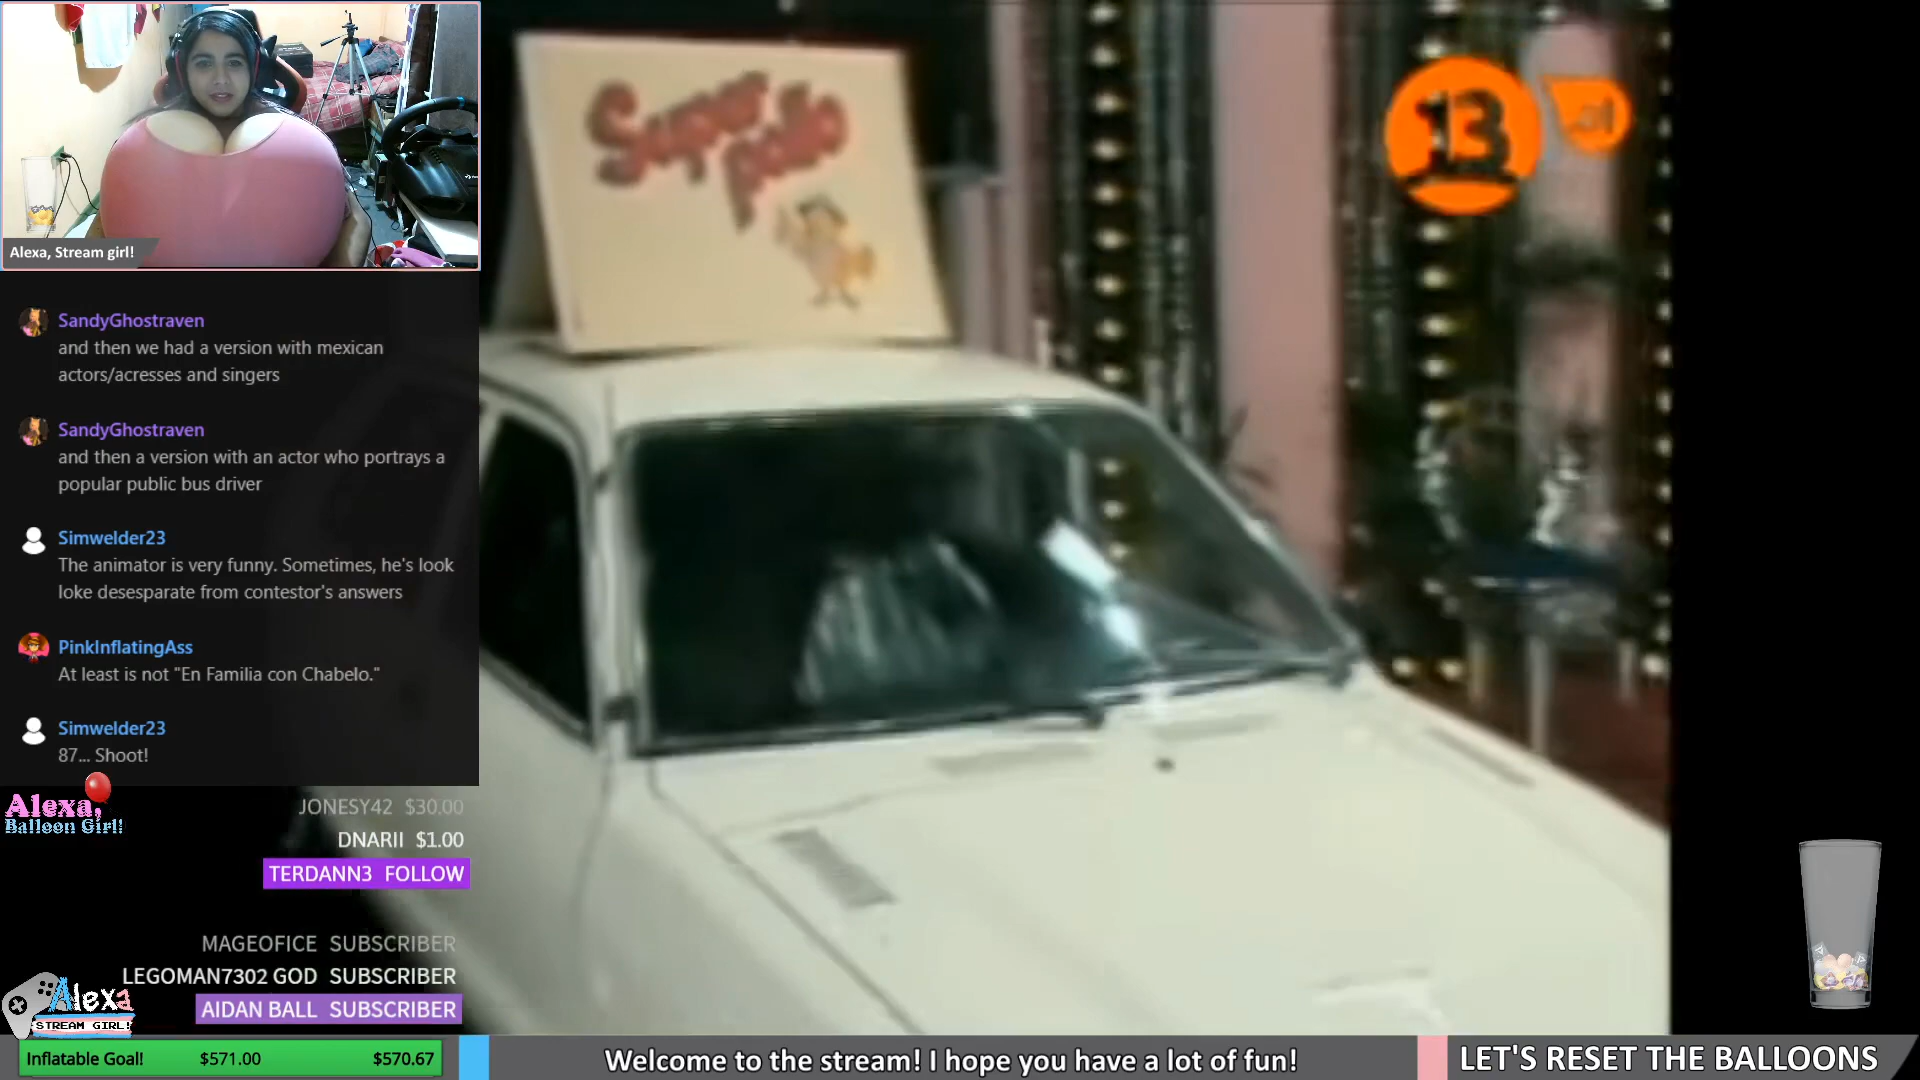 Super
pollo
13
Alexa, Stream girl!
SandyGhostraven
and then we had a version with mexican
actors/acresses and singers
SandyGhostraven
and then a version with an actor who portrays a
popular public bus driver
Simwelder23
The animator is very funny. Sometimes, he's look
loke desesparate from contestor's answers
PinkInflatingAss
At least is not "En Familia con Chabelo."
Simwelder23
87... Shoot!
Alexa,
Balloon Girl!
JONESY42 $30.00
DNARII $1.00
TERDANN3 FOLLOW
MAGEOFICE SUBSCRIBER
LEGOMAN7302 GOD SUBSCRIBER
AIDAN BALL SUBSCRIBER
Alexa
STREAM GIRL!
Inflatable Goal! $571.00 $570.67
Welcome to the stream! I hope you have a lot of fun!
LET'S RESET THE BALLOONS